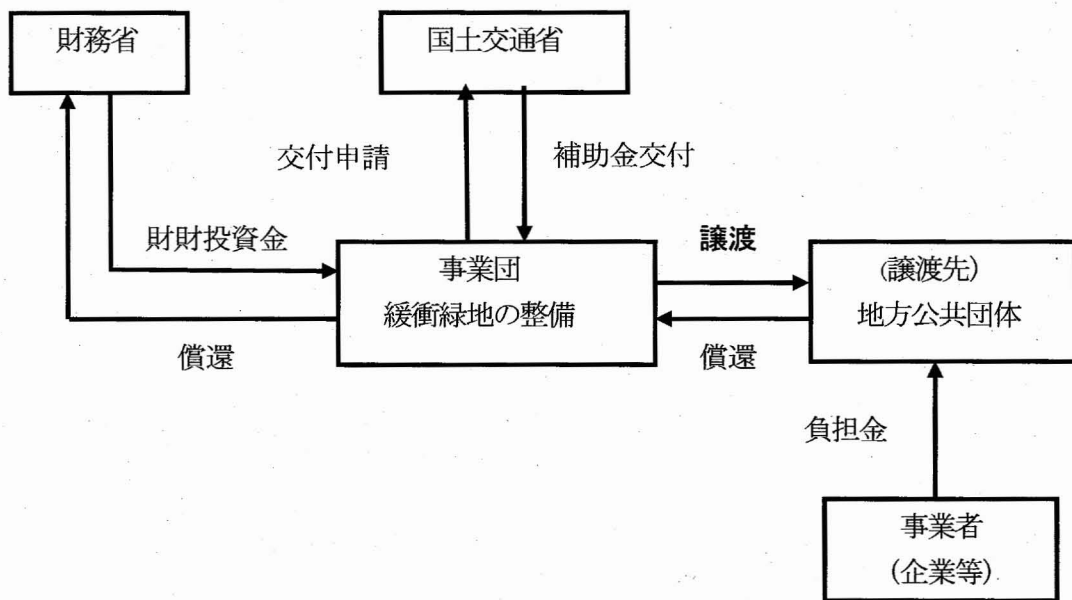 財務省
国土交通省
交付申請
補助金交付
財財投資金
譲渡
事業団
緩衝緑地の整備
(譲渡先)
地方公共団体
償還
償還
負担金
事業者
(企業等)